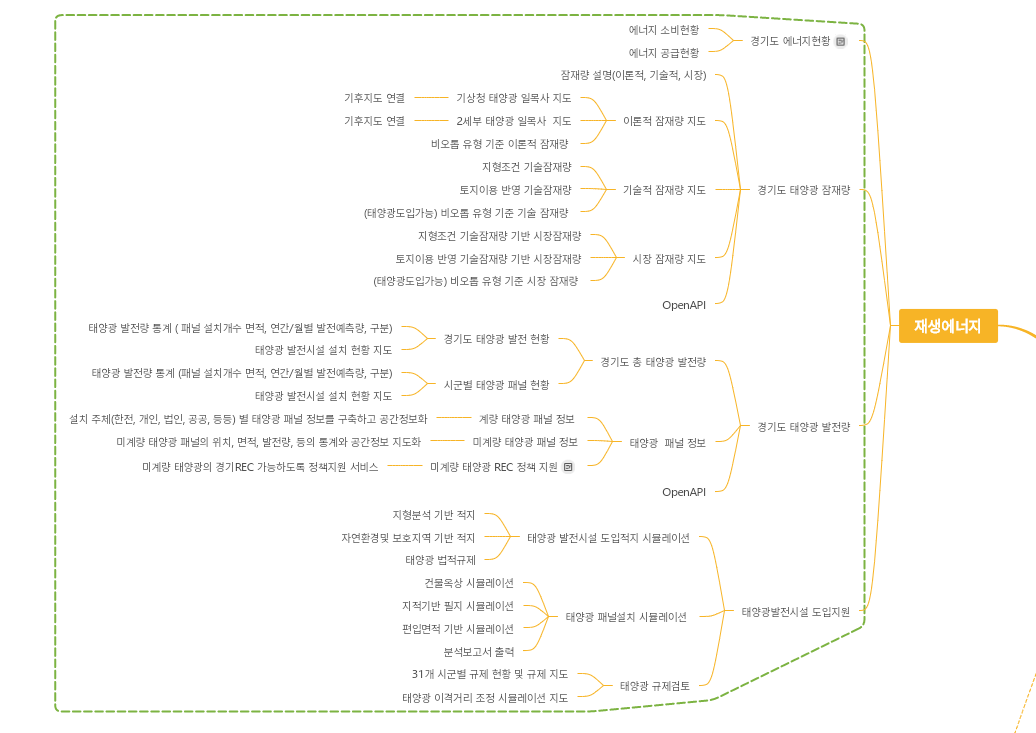 에너지 소비현황
경기도 에너지현황
에너지 공급현황
잠재량 설명(이론적, 기술적, 시장)
기후지도 연결
기상청 태양광 일목사 지도
기후지도 연결
2세부 태양광 일목사 지도
이론적 잠재량 지도
비오톱 유형 기준 이론적 잠재량
지형조건 기술잠재량
토지이용 반영 기술잠재량
기술적 잠재량 지도
경기도 태양광 잠재량
(태양광도입가능) 비오톱 유형 기준 기술 잠재량
지형조건 기술잠재량 기반 시장잠재량
토지이용 반영 기술잠재량 기반 시장잠재량
시장 잠재량 지도
(태양광도입가능) 비오톱 유형 기준 시장 잠재량
OpenAPI
재생에너지
태양광 발전량 통계 ( 패널 설치개수 면적, 연간/월별 발전예측량, 구분)
경기도 태양광 발전 현황
태양광 발전시설 설치 현황 지도
경기도 총 태양광 발전량
태양광 발전량 통계 (패널 설치개수 면적, 연간/월별 발전예측량, 구분)
시군별 태양광 패널 현황
태양광 발전시설 설치 현황 지도
설치 주체(한전, 개인, 법인, 공공, 등등) 별 태양광 패널 정보를 구축하고 공간정보화
계량 태양광 패널 정보
경기도 태양광 발전량
미계량 태양광 패널의 위치, 면적, 발전량, 등의 통계와 공간정보 지도화
미계량 태양광 패널 정보
태양광 패널 정보
미계량 태양광의 경기REC 가능하도록 정책지원 서비스
미계량 태양광 REC 정책 지원
OpenAPI
지형분석 기반 적지
자연환경및 보호지역 기반 적지
태양광 발전시설 도입적지 시뮬레이션
태양광 법적규제
건물옥상 시뮬레이션
지적기반 필지 시뮬레이션
태양광 패널설치 시뮬레이션
태양광발전시설 도입지원
편입면적 기반 시뮬레이션
분석보고서 출력
31개 시군별 규제 현황 및 규제 지도
태양광 규제검토
태양광 이격거리 조정 시뮬레이션 지도